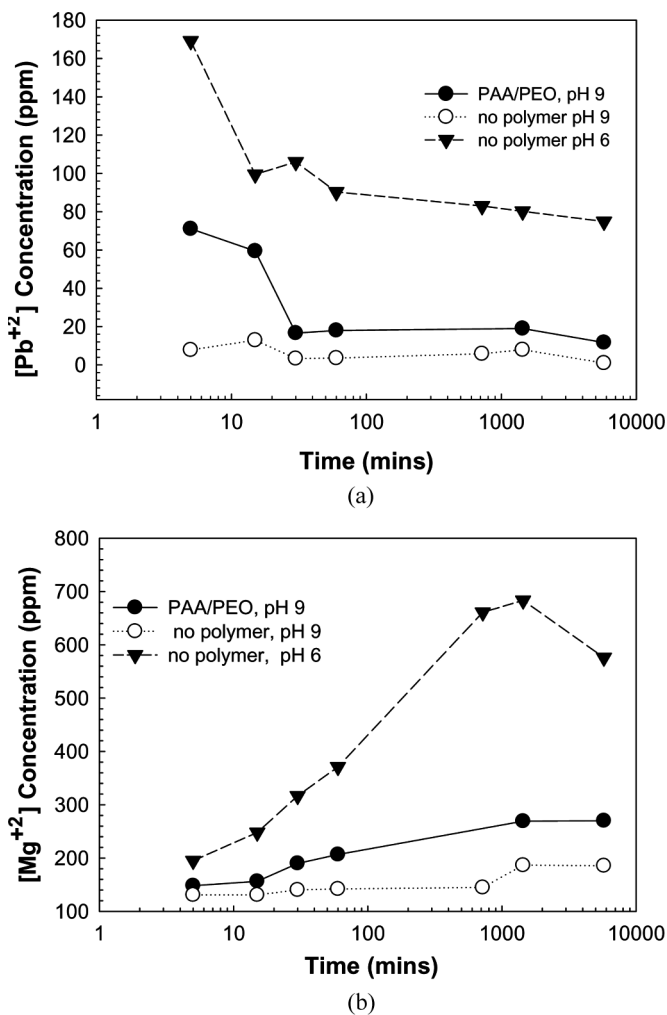 180
160
140
120
100
80
60
40
20
0
[Pb+2] Concentration (ppm)
PAA/PEO, pH 9
no polymer pH 9
no polymer pH 6
1 10 100 1000 10000
Time (mins)
(a)
800
700
600
500
400
300
200
100
[Mg+2] Concentration (ppm)
PAA/PEO, pH 9
no polymer, pH 9
no polymer, pH 6
1 10 100 1000 10000
Time (mins)
(b)